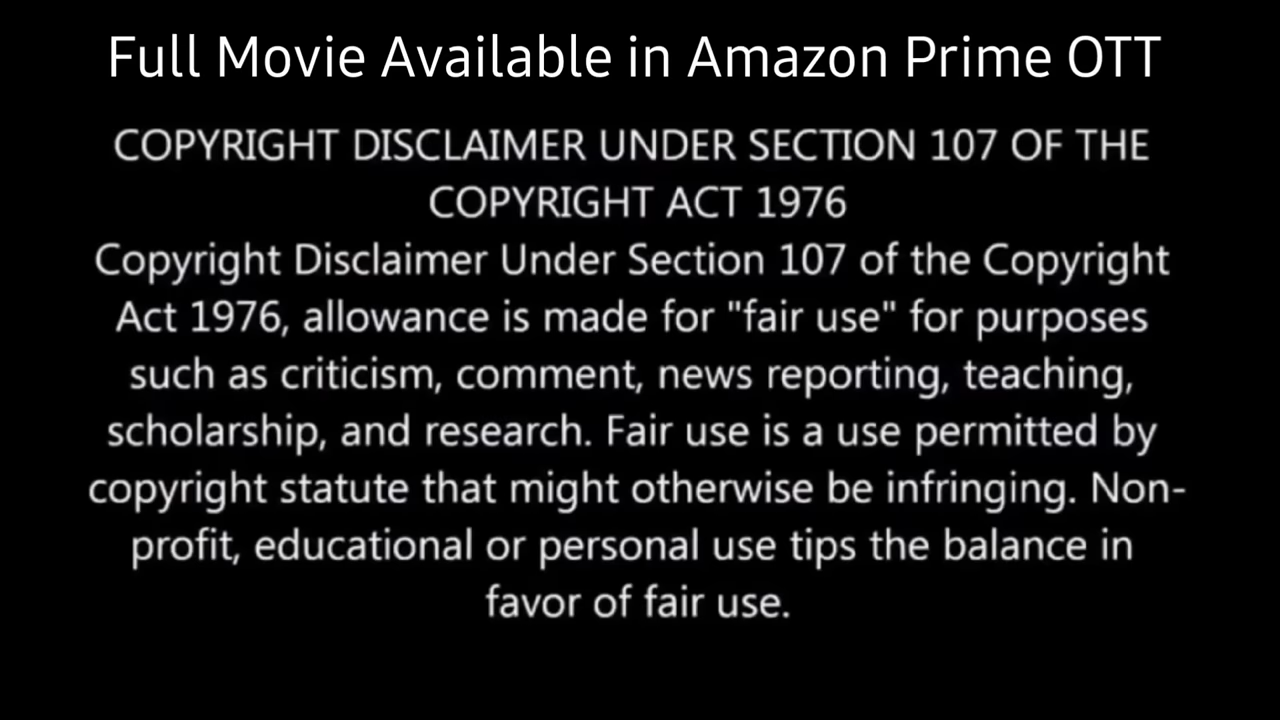 Full Movie Available in Amazon Prime OTT
COPYRIGHT DISCLAIMER UNDER SECTION 107 OF THE
COPYRIGHT ACT 1976
Copyright Disclaimer Under Section 107 of the Copyright
Act 1976, allowance is made for "fair use" for purposes
such as criticism, comment, news reporting, teaching,
scholarship, and research. Fair use is a use permitted by
copyright statute that might otherwise be infringing. Non-
profit, educational or personal use tips the balance in
favor of fair use.